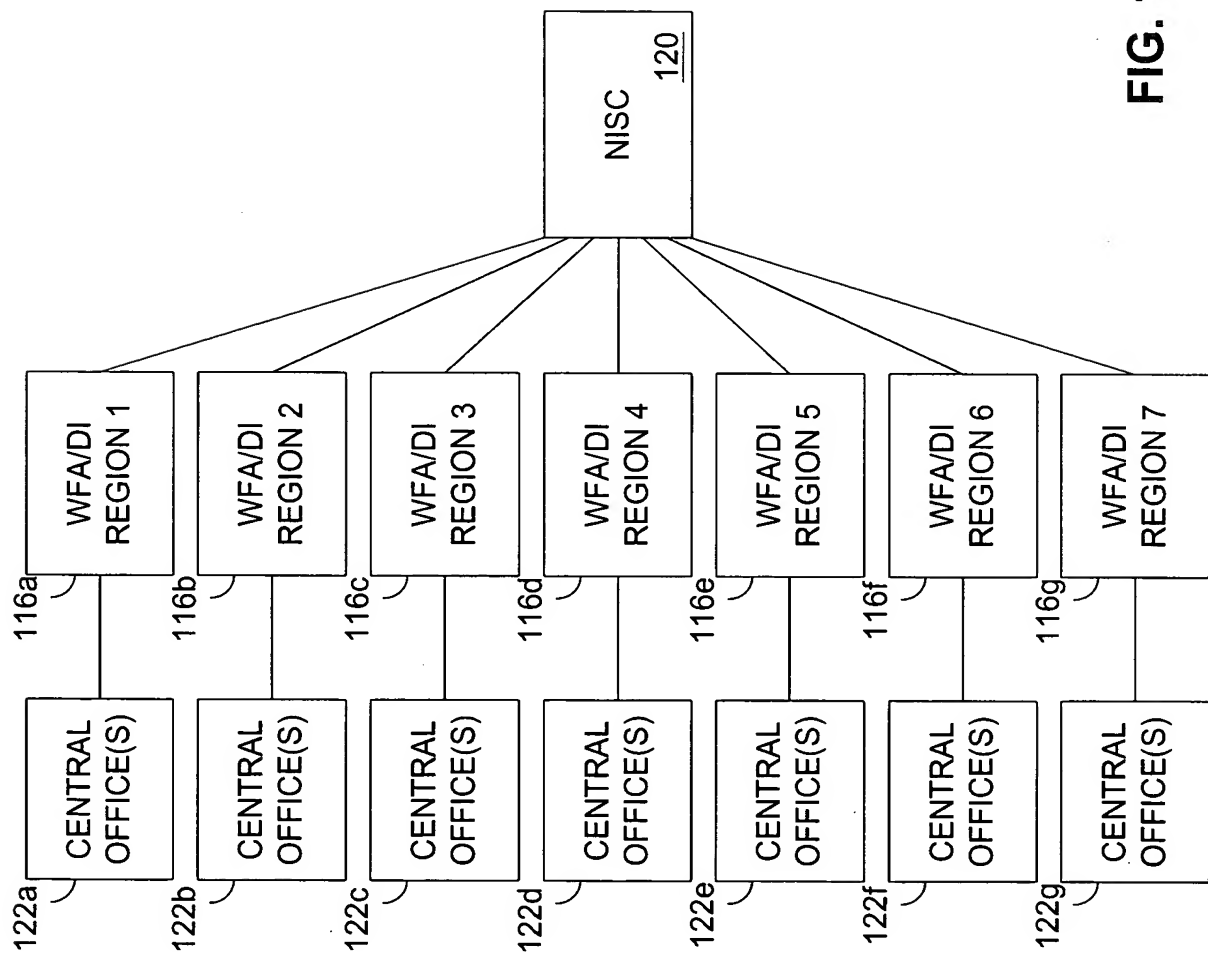 122a
CENTRAL
OFFICE(S)
116a
WFA/DI
REGION 1
122b
CENTRAL
OFFICE(S)
116b
WFA/DI
REGION 2
122c
CENTRAL
OFFICE(S)
116c
WFA/DI
REGION 3
122d
CENTRAL
OFFICE(S)
116d
WFA/DI
REGION 4
NISC
120
122e
CENTRAL
OFFICE(S)
116e
WFA/DI
REGION 5
122f
CENTRAL
OFFICE(S)
116f
WFA/DI
REGION 6
122g
CENTRAL
OFFICE(S)
116g
WFA/DI
REGION 7
FIG.